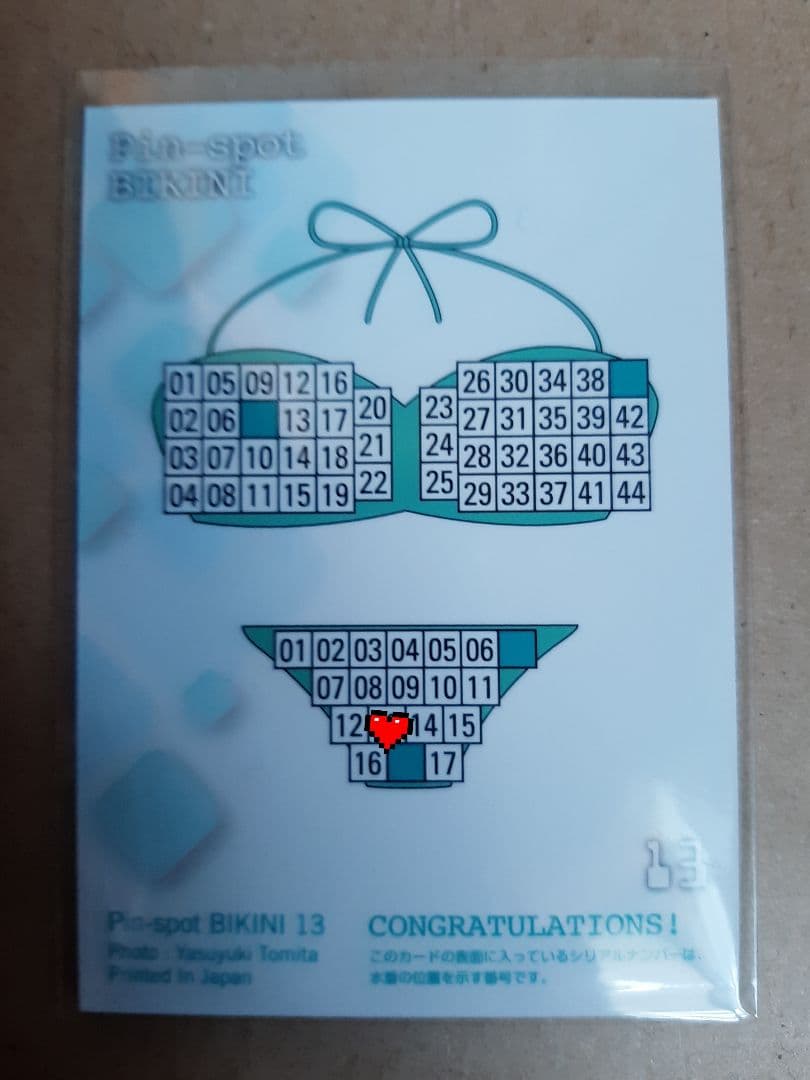 Pin-spot
BIKINI
01 05 09 12 16 26 30 34 38
02 06 13 17 20 23 27 31 35 39 42
03 07 10 14 18 21 24 28 32 36 40 43
04 08 11 15 19 22 25 29 33 37 41 44
01 02 03 04 05 06
07 08 09 10 11
12 14 15
16 17
13
Pin-spot BIKINI 13
Photo : Yasuyuki Tomita
Printed in Japan
CONGRATULATIONS!
このカードの表面に入っているシリアルナンバーは、
水着の位置を示す番号です。